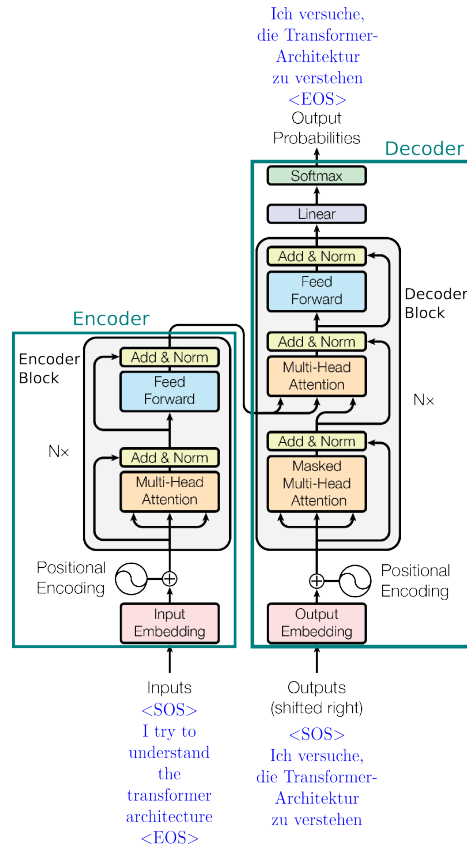 Ich versuche,
die Transformer-
Architektur
zu verstehen
<EOS>
Output
Probabilities
Decoder
Softmax
Linear
Add & Norm
Feed
Forward
Decoder
Block
Add & Norm
Multi-Head
Attention
N×
Add & Norm
Masked
Multi-Head
Attention
Positional
Encoding
Output
Embedding
Outputs
(shifted right)
<SOS>
Ich versuche,
die Transformer-
Architektur
zu verstehen
Encoder
Encoder
Block
Add & Norm
Feed
Forward
N×
Add & Norm
Multi-Head
Attention
Positional
Encoding
Input
Embedding
Inputs
<SOS>
I try to
understand
the
transformer
architecture
<EOS>